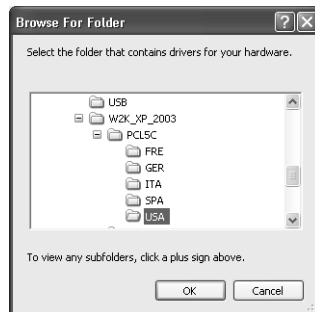 Browse For Folder
Select the folder that contains drivers for your hardware.
USB
W2K_XP_2003
PCL5C
FRE
GER
ITA
SPA
USA
To view any subfolders, click a plus sign above.
OK Cancel